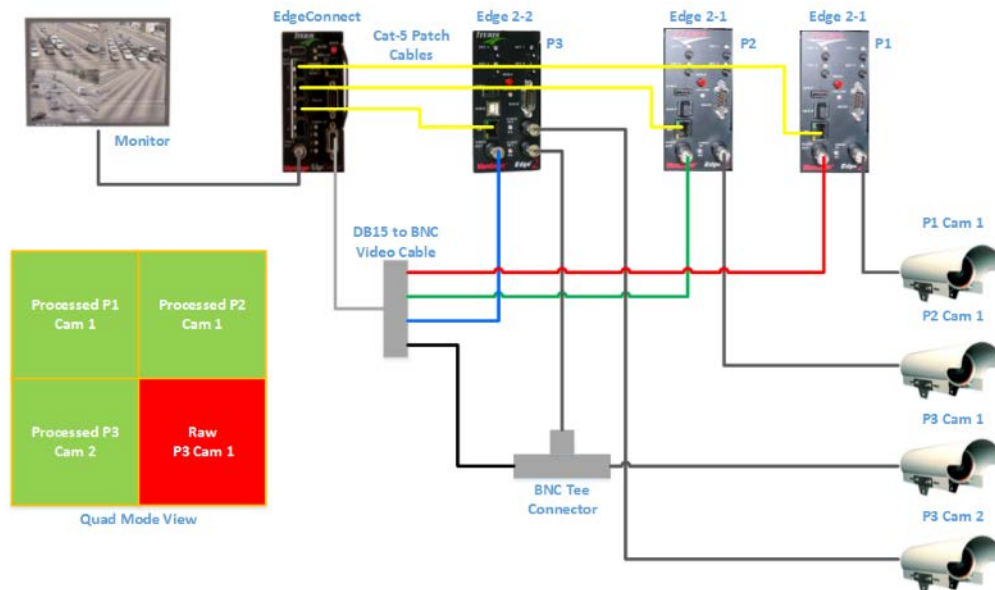 EdgeConnect
Edge 2-2
Edge 2-1
Edge 2-1
Cat-5 Patch
Cables
P3
P2
P1
Monitor
DB15 to BNC
Video Cable
P1 Cam 1
P2 Cam 1
P3 Cam 1
P3 Cam 2
Processed P1
Cam 1
Processed P2
Cam 1
Processed P3
Cam 2
Raw
P3 Cam 1
Quad Mode View
BNC Tee
Connector